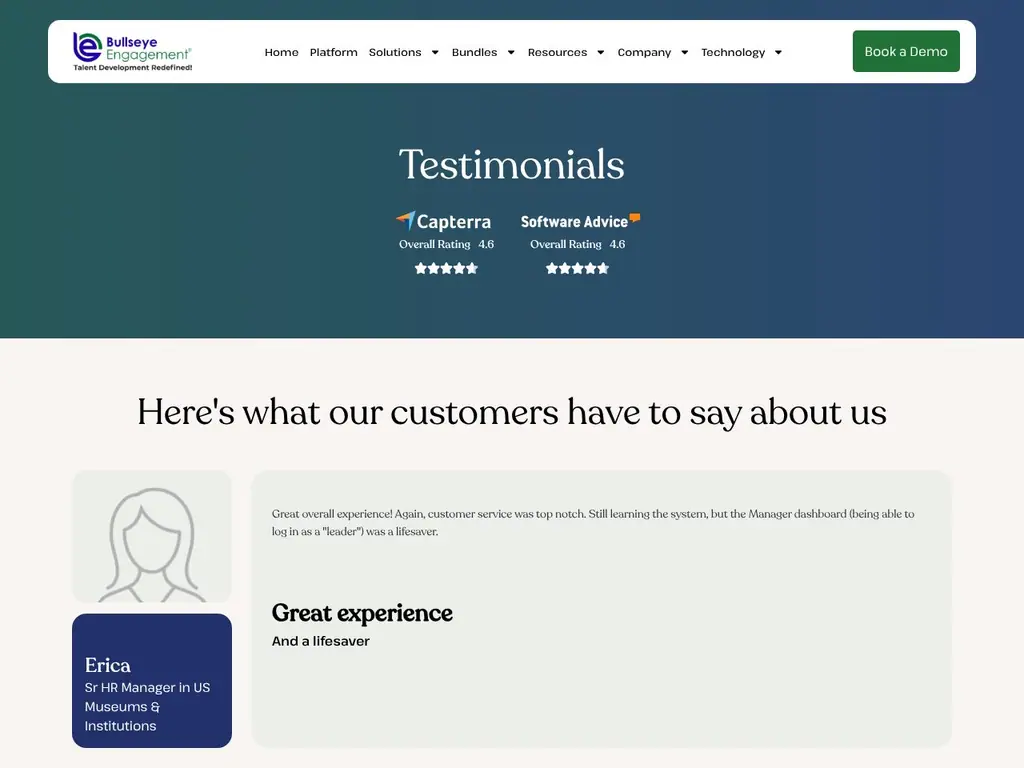 Bullseye
Engagement®
Talent Development Redefined!
Home Platform Solutions Bundles Resources Company Technology
Book a Demo
Testimonials
Capterra
Overall Rating 4.6
Software Advice
Overall Rating 4.6
Here's what our customers have to say about us
Great overall experience! Again, customer service was top notch. Still learning the system, but the Manager dashboard (being able to
log in as a "leader") was a lifesaver.
Great experience
And a lifesaver
Erica
Sr HR Manager in US
Museums &
Institutions